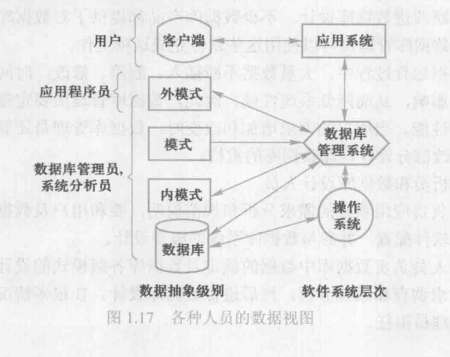 用户
客户端
应用系统
应用程序员
外模式
数据库
管理系统
模式
数据库管理员,
系统分析员
内模式
操作
系统
数据库
数据抽象级别
软件系统层次
图 1.17 各种人员的数据视图